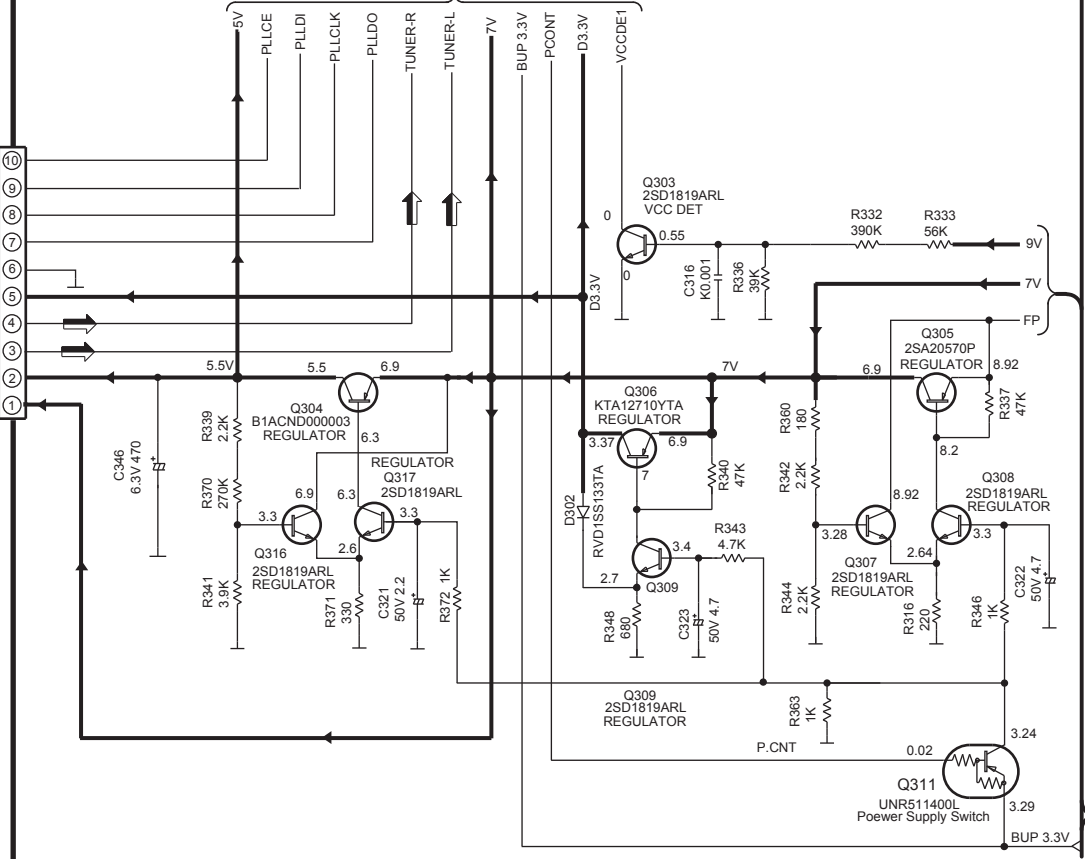 5V
PLLCE
PLLDI
PLLCLK
PLLDO
TUNER-R
TUNER-L
7V
BUP 3.3V
PCONT
D3.3V
VCCDE1
10
9
8
7
6
5
4
3
2
1
Q303
2SD1819ARL
VCC DET
0
0.55
0
C316
K0.001
R336
39K
R332
390K
R333
56K
9V
7V
FP
D3.3V
5.5V
5.5
6.9
Q304
B1ACND000003
REGULATOR
6.3
7V
Q306
KTA12710YTA
REGULATOR
3.37
6.9
7
6.9
Q305
2SA20570P
REGULATOR
8.92
8.2
R337
47K
R339
2.2K
R370
270K
R341
3.9K
C346
6.3V 470
REGULATOR
Q317
2SD1819ARL
6.9
6.3
3.3
3.3
2.6
Q316
2SD1819ARL
REGULATOR
R371
330
C321
50V 2.2
R372 1K
D302
RVD1SS133TA
R340
47K
R343
4.7K
3.4
2.7
Q309
R348
680
C323
50V 4.7
R360
180
R342
2.2K
R344
2.2K
8.92
Q308
2SD1819ARL
REGULATOR
3.28
3.3
2.64
Q307
2SD1819ARL
REGULATOR
R316
220
R346
1K
C322
50V 4.7
Q309
2SD1819ARL
REGULATOR
R363
1K
P.CNT
0.02
3.24
Q311
UNR511400L
Poewer Supply Switch
3.29
BUP 3.3V